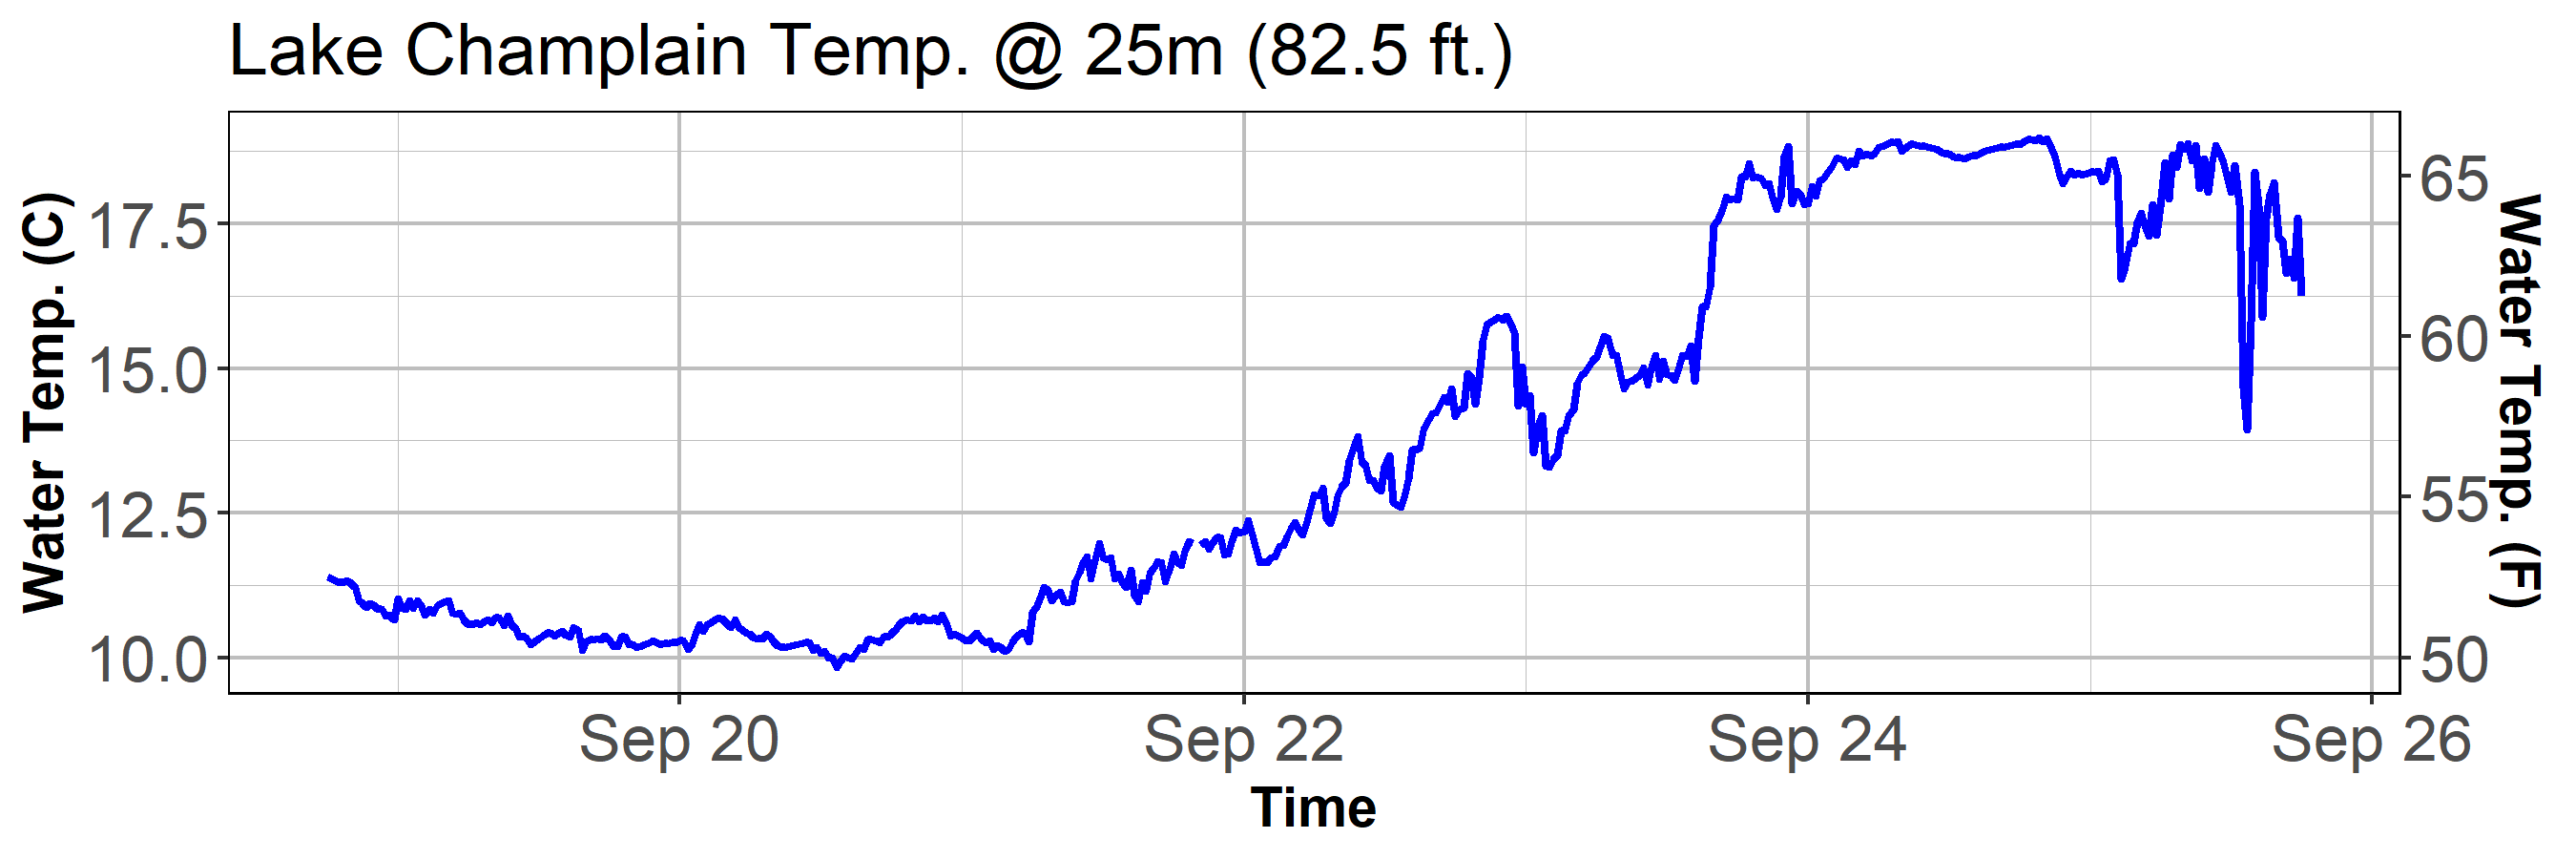 Lake Champlain Temp. @ 25m (82.5 ft.)
Water Temp. (C)
17.5
15.0
12.5
10.0
65
60
55
50
Water Temp. (F)
Sep 20 Sep 22 Sep 24 Sep 26
Time